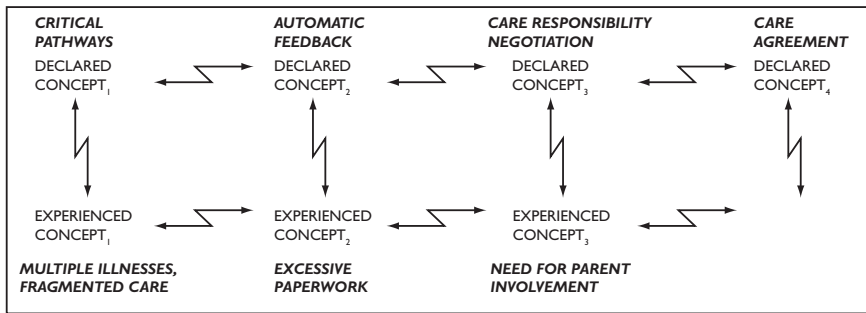 CRITICAL
PATHWAYS
AUTOMATIC
FEEDBACK
CARE RESPONSIBILITY
NEGOTIATION
CARE
AGREEMENT
DECLARED
CONCEPT₁
DECLARED
CONCEPT₂
DECLARED
CONCEPT₃
DECLARED
CONCEPT₄
EXPERIENCED
CONCEPT₁
EXPERIENCED
CONCEPT₂
EXPERIENCED
CONCEPT₃
MULTIPLE ILLNESSES,
FRAGMENTED CARE
EXCESSIVE
PAPERWORK
NEED FOR PARENT
INVOLVEMENT